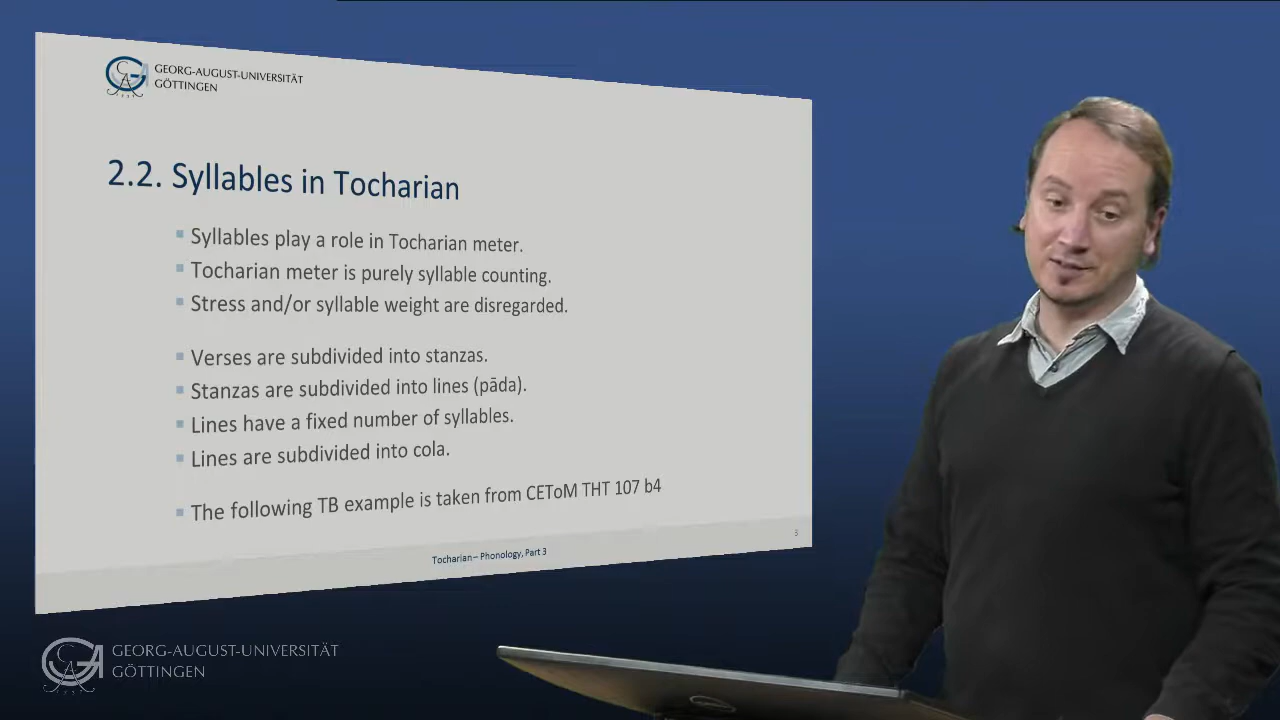 GEORG-AUGUST-UNIVERSITÄT
GÖTTINGEN
2.2. Syllables in Tocharian
Syllables play a role in Tocharian meter.
Tocharian meter is purely syllable counting.
Stress and/or syllable weight are disregarded.
Verses are subdivided into stanzas.
Stanzas are subdivided into lines (pāda).
Lines have a fixed number of syllables.
Lines are subdivided into cola.
The following TB example is taken from CEToM THT 107 b4
5
Tocharian – Phonology, Part 3
GEORG-AUGUST-UNIVERSITÄT
GÖTTINGEN